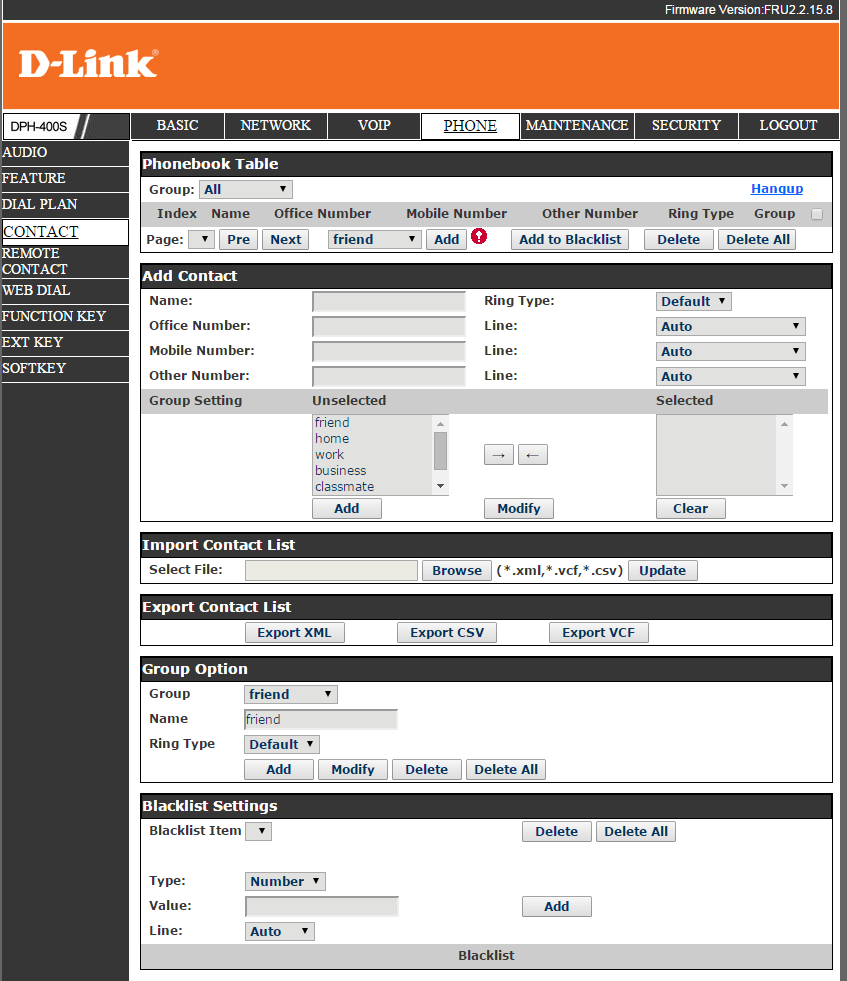 Firmware Version:FRU2.2.15.8
D-Link®
DPH-400S BASIC NETWORK VOIP PHONE MAINTENANCE SECURITY LOGOUT
AUDIO
FEATURE
DIAL PLAN
CONTACT
REMOTE
CONTACT
WEB DIAL
FUNCTION KEY
EXT KEY
SOFTKEY
Phonebook Table
Group: All Hangup
Index Name Office Number Mobile Number Other Number Ring Type Group
Page: Pre Next friend Add Add to Blacklist Delete Delete All
Add Contact
Name: Ring Type: Default
Office Number: Line: Auto
Mobile Number: Line: Auto
Other Number: Line: Auto
Group Setting Unselected Selected
friend
home
work
→ ←
business
classmate
Add Modify Clear
Import Contact List
Select File: Browse (*.xml,*.vcf,*.csv) Update
Export Contact List
Export XML Export CSV Export VCF
Group Option
Group friend
Name friend
Ring Type Default
Add Modify Delete Delete All
Blacklist Settings
Blacklist Item Delete Delete All
Type: Number
Value: Add
Line: Auto
Blacklist